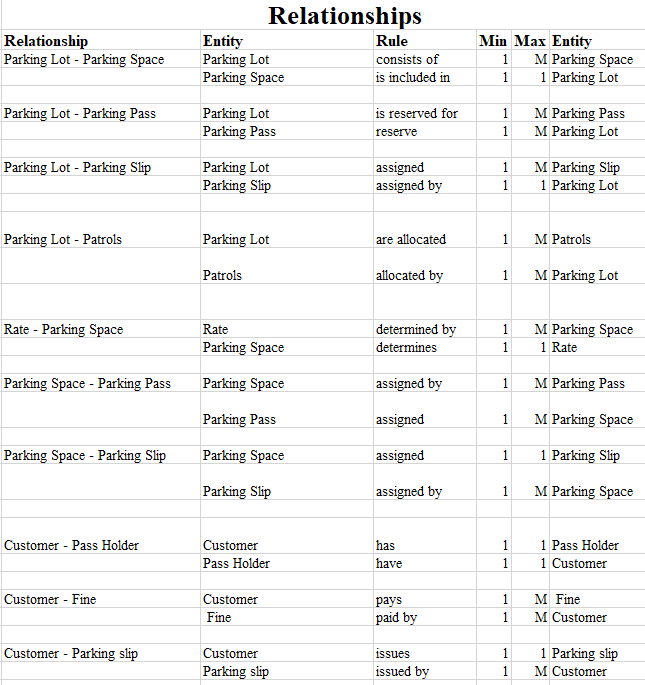 Relationships
Relationship Entity Rule Min Max Entity
Parking Lot - Parking Space Parking Lot consists of 1 M Parking Space
Parking Space is included in 1 1 Parking Lot
Parking Lot - Parking Pass Parking Lot is reserved for 1 M Parking Pass
Parking Pass reserve 1 M Parking Lot
Parking Lot - Parking Slip Parking Lot assigned 1 M Parking Slip
Parking Slip assigned by 1 1 Parking Lot
Parking Lot - Patrols Parking Lot are allocated 1 M Patrols
Patrols allocated by 1 M Parking Lot
Rate - Parking Space Rate determined by 1 M Parking Space
Parking Space determines 1 1 Rate
Parking Space - Parking Pass Parking Space assigned by 1 M Parking Pass
Parking Pass assigned 1 M Parking Space
Parking Space - Parking Slip Parking Space assigned 1 1 Parking Slip
Parking Slip assigned by 1 M Parking Space
Customer - Pass Holder Customer has 1 1 Pass Holder
Pass Holder have 1 1 Customer
Customer - Fine Customer pays 1 M Fine
Fine paid by 1 M Customer
Customer - Parking slip Customer issues 1 1 Parking slip
Parking slip issued by 1 M Customer